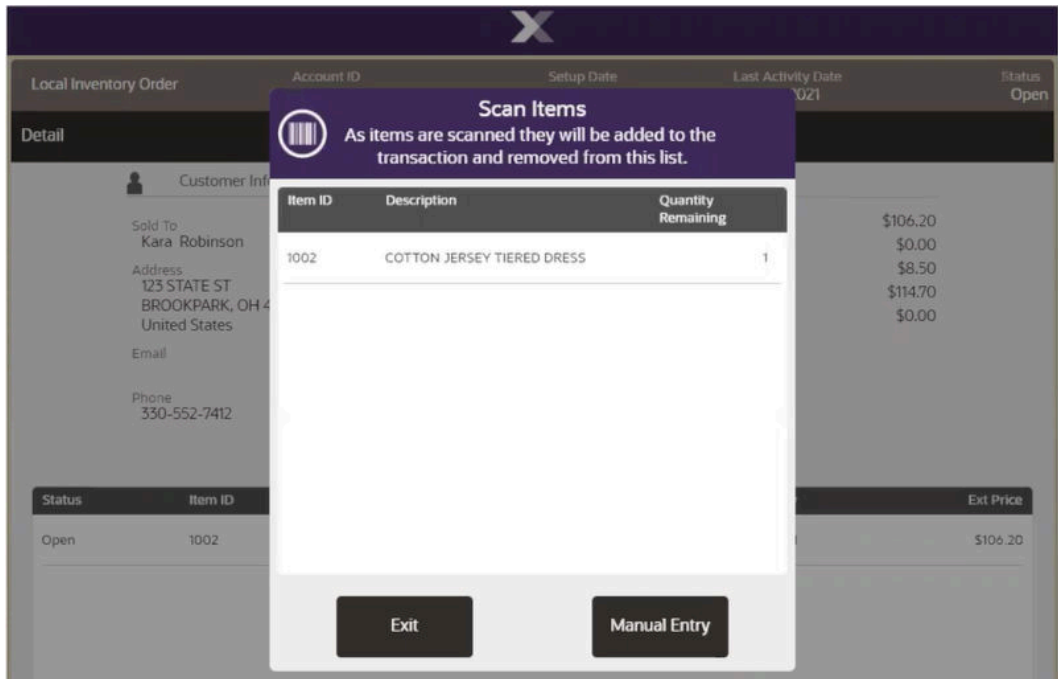 X
Local Inventory Order
Account ID
Setup Date
Last Activity Date
2021
Status
Open
Detail
Scan Items
As items are scanned they will be added to the
transaction and removed from this list.
Customer Inf
Sold To
Kara Robinson
Address
123 STATE ST
BROOKPARK, OH 4
United States
Email
Phone
330-552-7412
$106.20
$0.00
$8.50
$114.70
$0.00
Item ID Description Quantity
Remaining
1002 COTTON JERSEY TIERED DRESS 1
Status Item ID Ext Price
Open 1002 $106.20
Exit Manual Entry